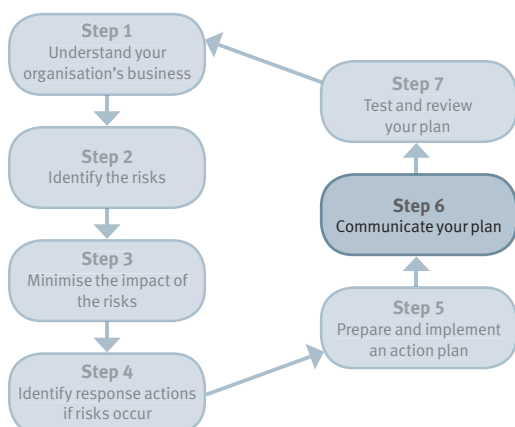 Step 1
Understand your
organisation's business
Step 2
Identify the risks
Step 3
Minimise the impact of
the risks
Step 4
Identify response actions
if risks occur
Step 5
Prepare and implement
an action plan
Step 6
Communicate your plan
Step 7
Test and review
your plan